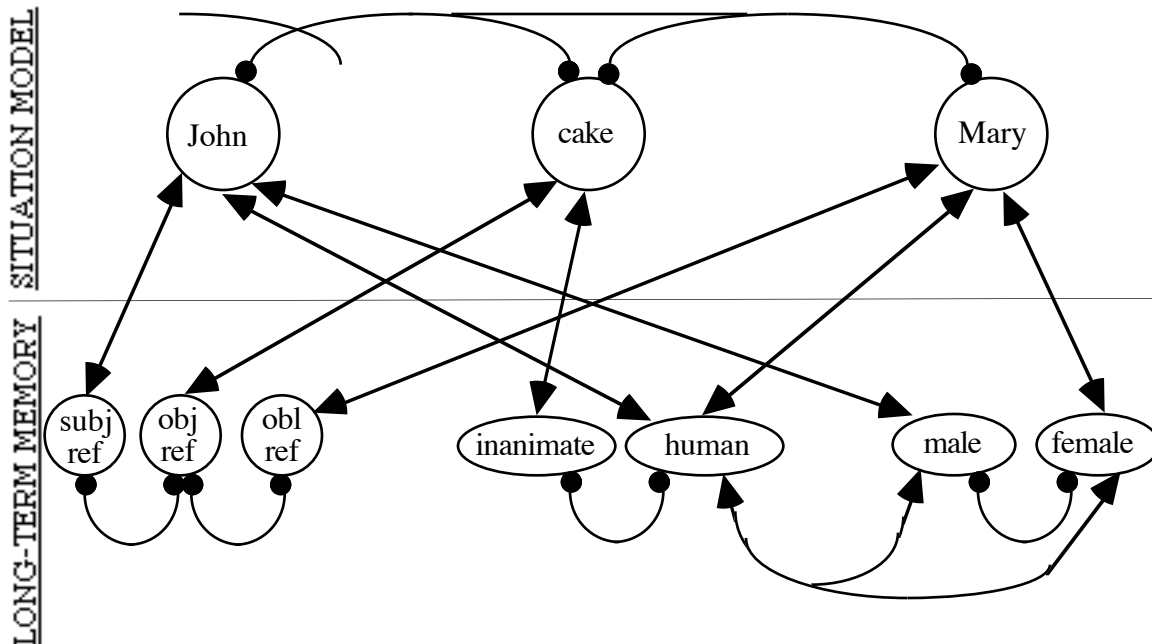 SITUATION MODEL
John
cake
Mary
LONG-TERM MEMORY
subj
ref
obj
ref
obl
ref
inanimate
human
male
female